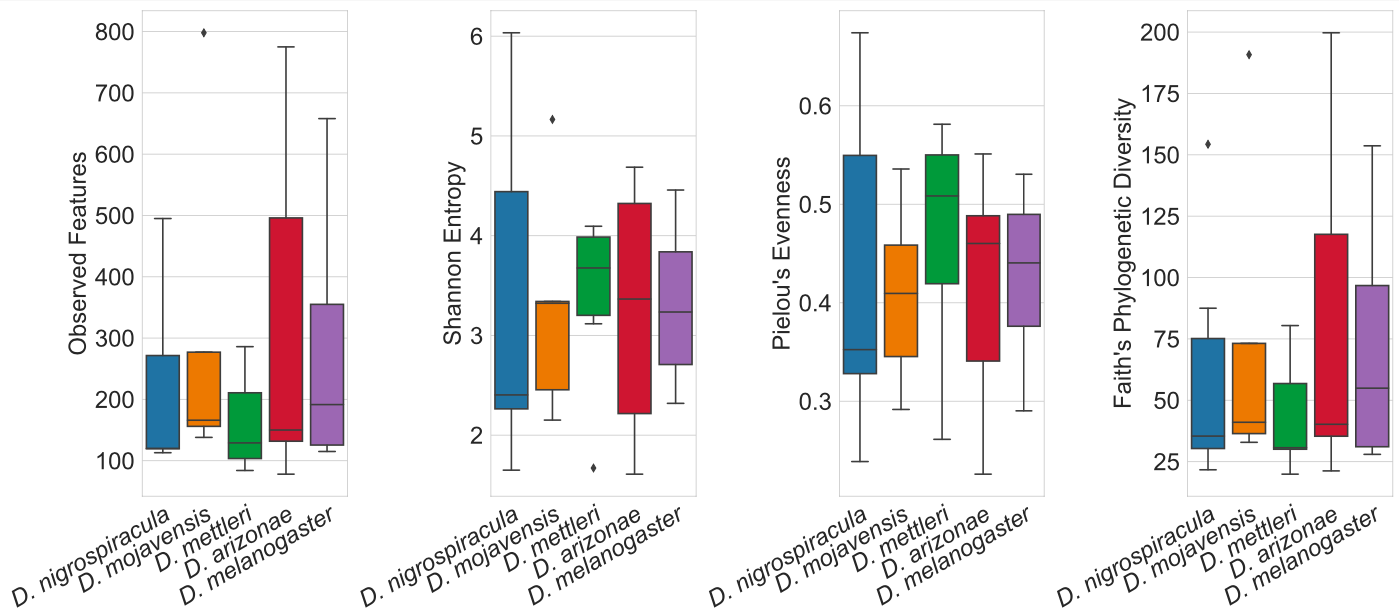 Observed Features
800
700
600
500
400
300
200
100
D. nigrospiracula
D. mojavensis
D. mettleri
D. arizonae
D. melanogaster
Shannon Entropy
6
5
4
3
2
D. nigrospiracula
D. mojavensis
D. mettleri
D. arizonae
D. melanogaster
Pielou's Evenness
0.6
0.5
0.4
0.3
D. nigrospiracula
D. mojavensis
D. mettleri
D. arizonae
D. melanogaster
Faith's Phylogenetic Diversity
200
175
150
125
100
75
50
25
D. nigrospiracula
D. mojavensis
D. mettleri
D. arizonae
D. melanogaster